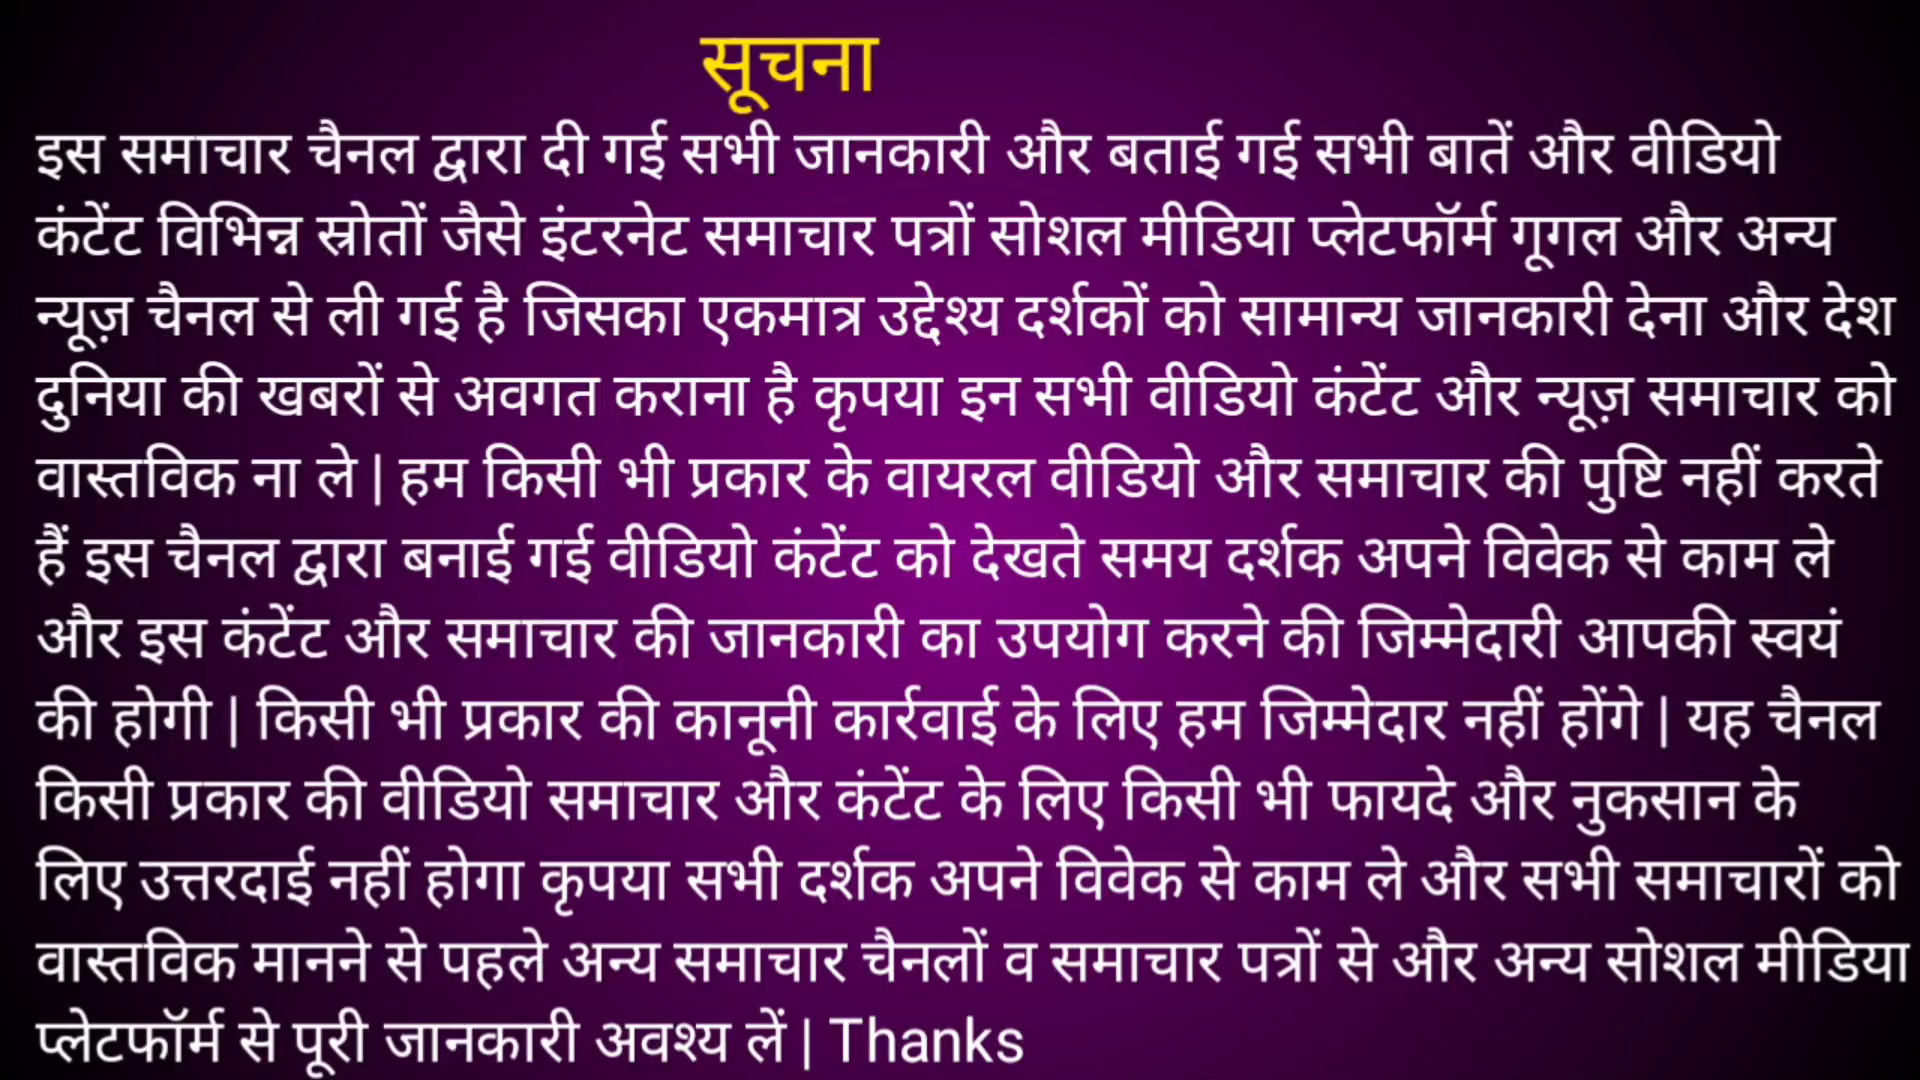 सूचना
इस समाचार चैनल द्वारा दी गई सभी जानकारी और बताई गई सभी बातें और वीडियो
कंटेंट विभिन्न स्रोतों जैसे इंटरनेट समाचार पत्रों सोशल मीडिया प्लेटफॉर्म गूगल और अन्य
न्यूज़ चैनल से ली गई है जिसका एकमात्र उद्देश्य दर्शकों को सामान्य जानकारी देना और देश
दुनिया की खबरों से अवगत कराना है कृपया इन सभी वीडियो कंटेंट और न्यूज़ समाचार को
वास्तविक ना ले | हम किसी भी प्रकार के वायरल वीडियो और समाचार की पुष्टि नहीं करते
हैं इस चैनल द्वारा बनाई गई वीडियो कंटेंट को देखते समय दर्शक अपने विवेक से काम ले
और इस कंटेंट और समाचार की जानकारी का उपयोग करने की जिम्मेदारी आपकी स्वयं
की होगी | किसी भी प्रकार की कानूनी कार्रवाई के लिए हम जिम्मेदार नहीं होंगे | यह चैनल
किसी प्रकार की वीडियो समाचार और कंटेंट के लिए किसी भी फायदे और नुकसान के
लिए उत्तरदाई नहीं होगा कृपया सभी दर्शक अपने विवेक से काम ले और सभी समाचारों को
वास्तविक मानने से पहले अन्य समाचार चैनलों व समाचार पत्रों से और अन्य सोशल मीडिया
प्लेटफॉर्म से पूरी जानकारी अवश्य लें | Thanks